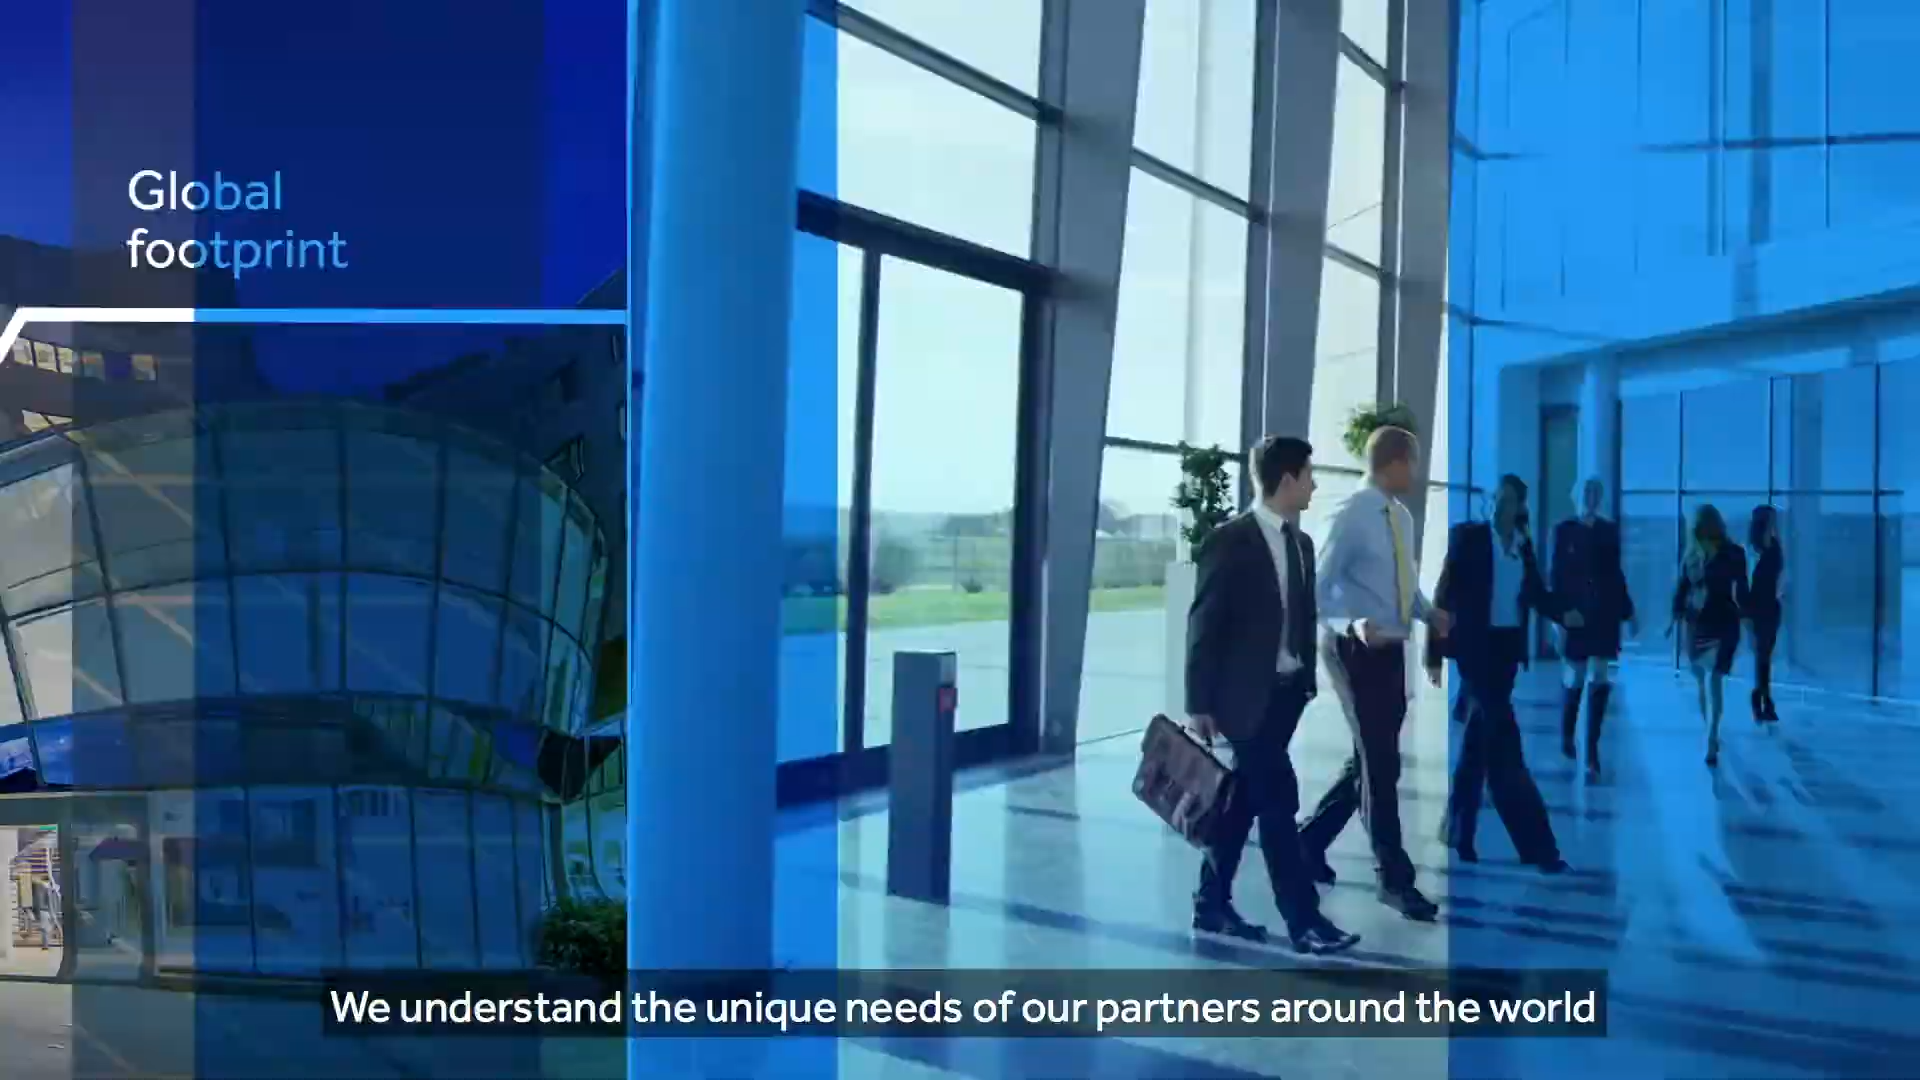 Global
footprint
We understand the unique needs of our partners around the world